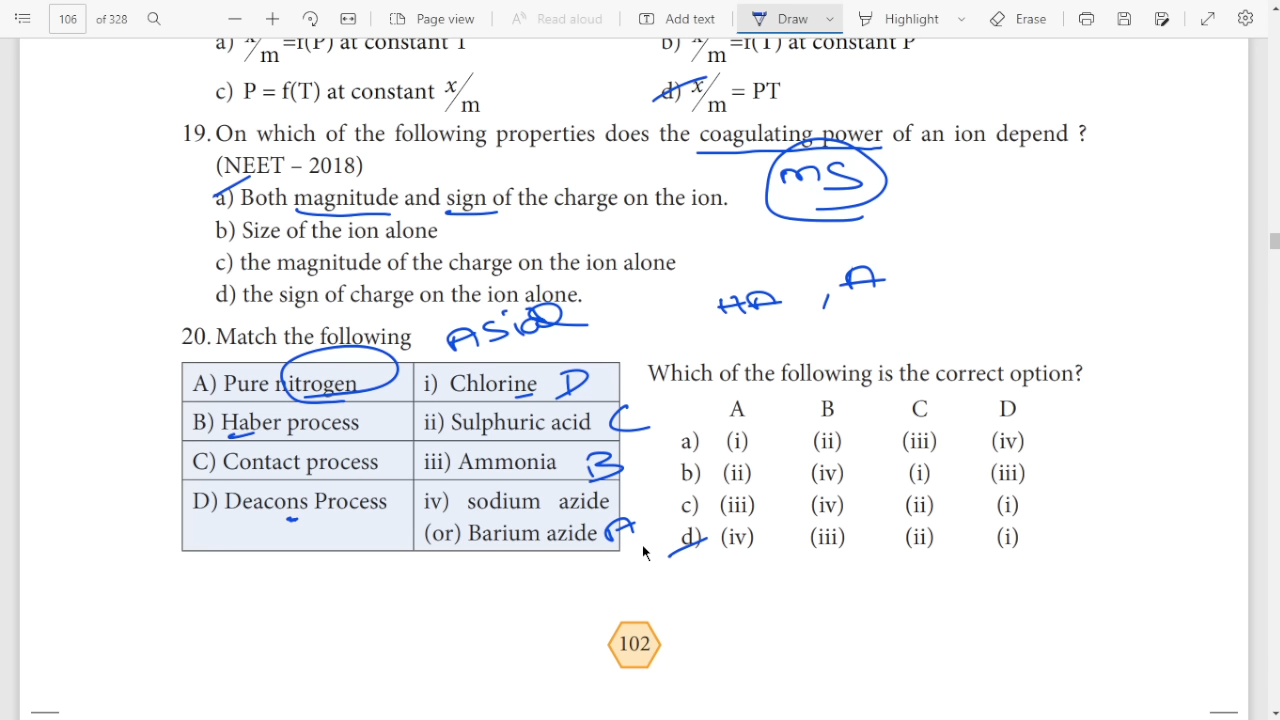 106 of 328 Page view Read aloud Add text Draw Highlight Erase
a) x/m =f(P) at constant T b) x/m =f(T) at constant P
c) P = f(T) at constant x/m d) x/m = PT
19. On which of the following properties does the coagulating power of an ion depend ?
(NEET – 2018)
mS
a) Both magnitude and sign of the charge on the ion.
b) Size of the ion alone
c) the magnitude of the charge on the ion alone
d) the sign of charge on the ion alone.
HA , A
20. Match the following
A) Pure nitrogen i) Chlorine D
B) Haber process ii) Sulphuric acid C
C) Contact process iii) Ammonia B
D) Deacons Process iv) sodium azide
(or) Barium azide A
Which of the following is the correct option?
A B C D
a) (i) (ii) (iii) (iv)
b) (ii) (iv) (i) (iii)
c) (iii) (iv) (ii) (i)
d) (iv) (iii) (ii) (i)
102